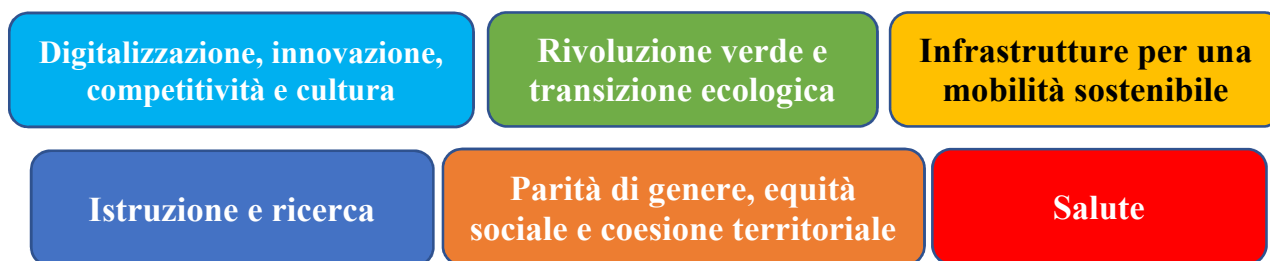 Digitalizzazione, innovazione,
competitività e cultura
Rivoluzione verde e
transizione ecologica
Infrastrutture per una
mobilità sostenibile
Istruzione e ricerca
Parità di genere, equità
sociale e coesione territoriale
Salute